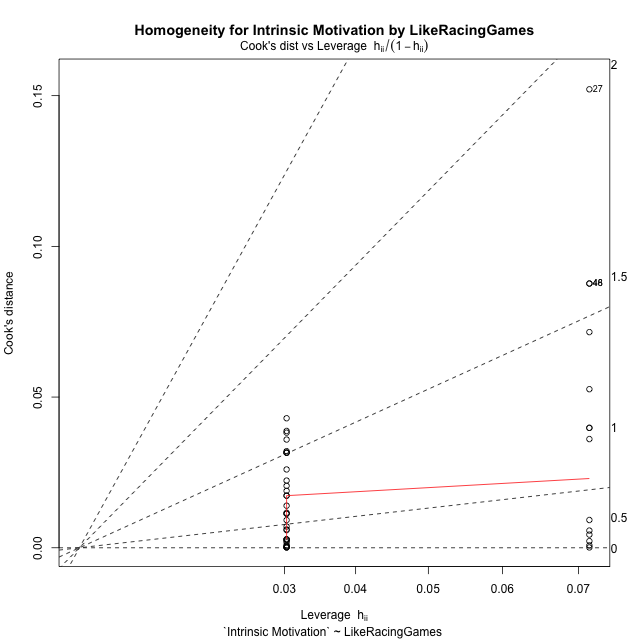 Homogeneity for Intrinsic Motivation by LikeRacingGames
Cook's dist vs Leverage hii/(1 − hii)
2
0.15
27
0.10
1.5
48
Cook's distance
0.05
1
0.5
0.00
0
0.03 0.04 0.05 0.06 0.07
Leverage hii
`Intrinsic Motivation` ~ LikeRacingGames